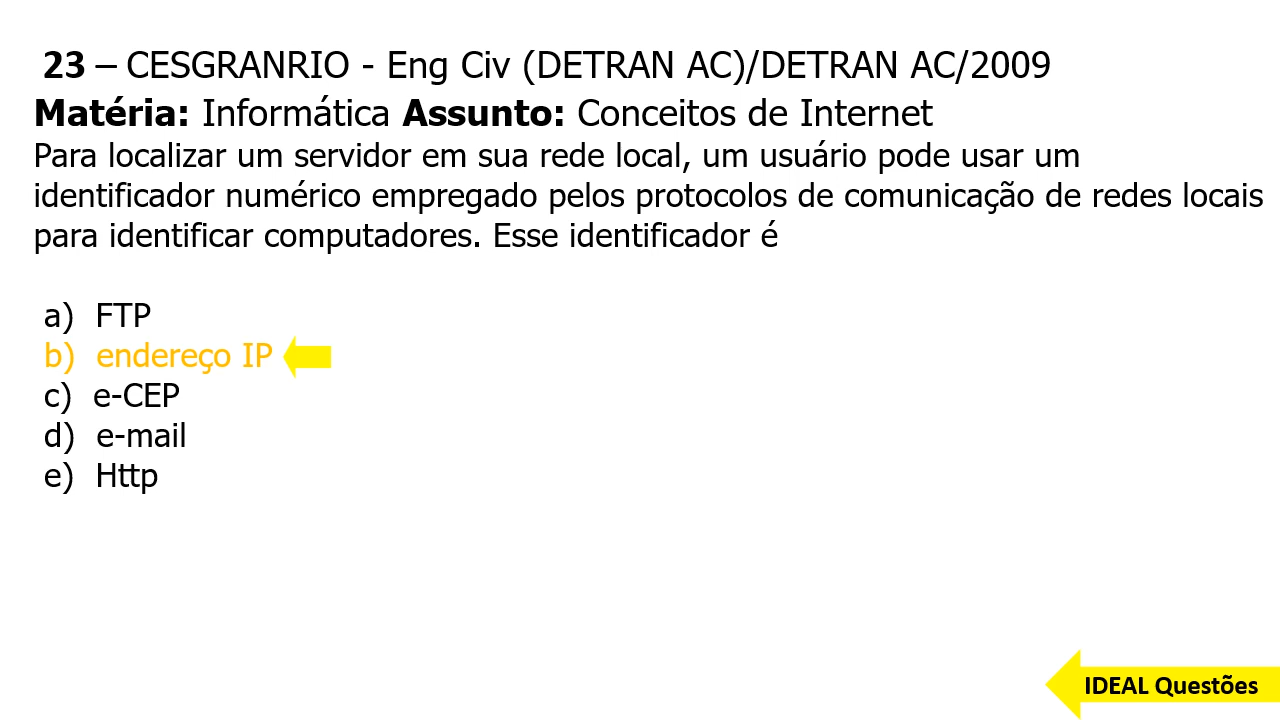 23 – CESGRANRIO - Eng Civ (DETRAN AC)/DETRAN AC/2009
Matéria: Informática Assunto: Conceitos de Internet
Para localizar um servidor em sua rede local, um usuário pode usar um
identificador numérico empregado pelos protocolos de comunicação de redes locais
para identificar computadores. Esse identificador é
a) FTP
b) endereço IP
c) e-CEP
d) e-mail
e) Http
IDEAL Questões